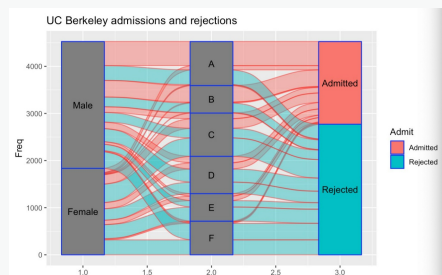 UC Berkeley admissions and rejections
4000
3000
2000
1000
0
Freq
Male
Female
A
B
C
D
E
F
Admitted
Rejected
Admit
Admitted
Rejected
1.0
1.5
2.0
2.5
3.0